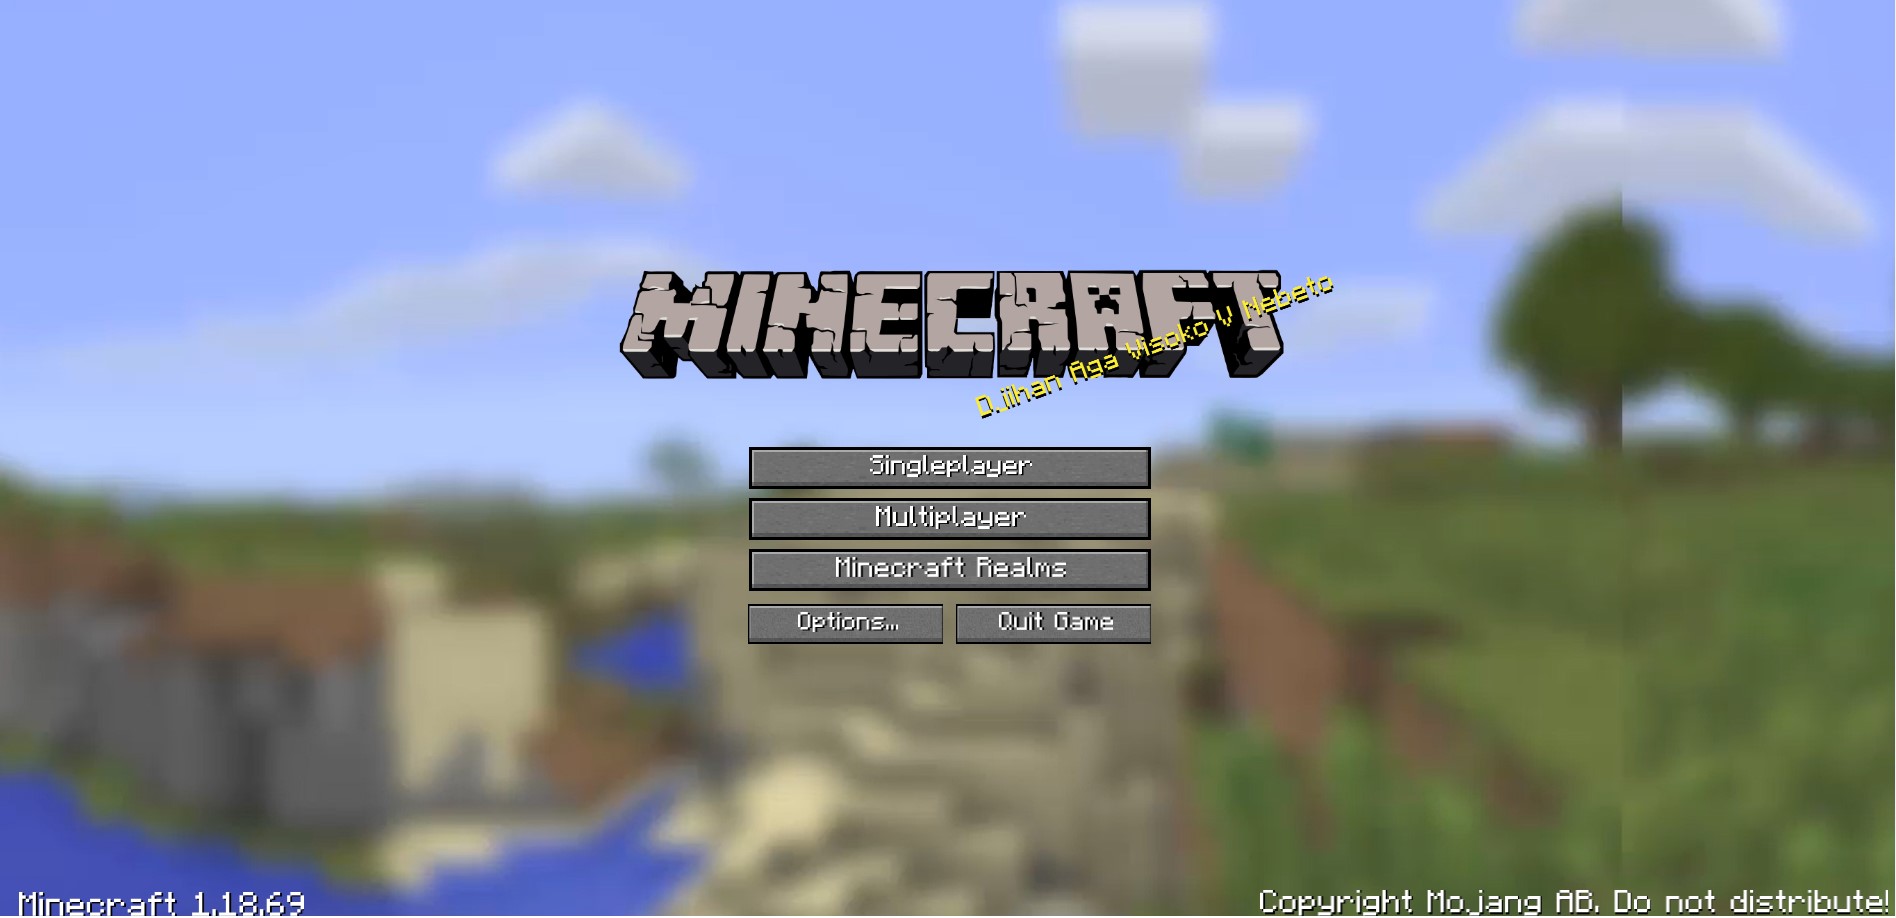 MINECRAFT
Djilhan Aga Visoko V Nebeto
Singleplayer
Multiplayer
Minecraft Realms
Options... Quit Game
Minecraft 1.18.69 Copyright Mojang AB. Do not distribute!